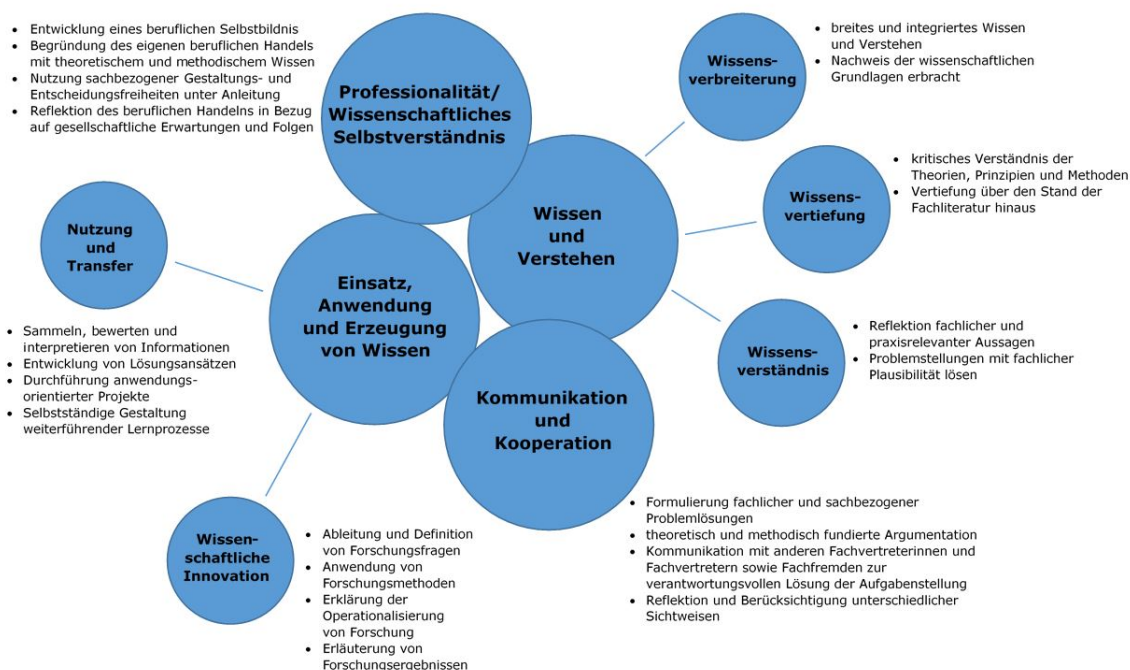 • Entwicklung eines beruflichen Selbstbildnis
• Begründung des eigenen beruflichen Handels
mit theoretischem und methodischem Wissen
• Nutzung sachbezogener Gestaltungs- und
Entscheidungsfreiheiten unter Anleitung
• Reflektion des beruflichen Handelns in Bezug
auf gesellschaftliche Erwartungen und Folgen
Professionalität/
Wissenschaftliches
Selbstverständnis
Wissens-
verbreiterung
• breites und integriertes Wissen
und Verstehen
• Nachweis der wissenschaftlichen
Grundlagen erbracht
Wissens-
vertiefung
• kritisches Verständnis der
Theorien, Prinzipien und Methoden
• Vertiefung über den Stand der
Fachliteratur hinaus
Wissen
und
Verstehen
Nutzung
und
Transfer
Einsatz,
Anwendung
und Erzeugung
von Wissen
• Sammeln, bewerten und
interpretieren von Informationen
• Entwicklung von Lösungsansätzen
• Durchführung anwendungs-
orientierter Projekte
• Selbstständige Gestaltung
weiterführender Lernprozesse
Wissens-
verständnis
• Reflektion fachlicher und
praxisrelevanter Aussagen
• Problemstellungen mit fachlicher
Plausibilität lösen
Kommunikation
und
Kooperation
• Formulierung fachlicher und sachbezogener
Problemlösungen
• theoretisch und methodisch fundierte Argumentation
• Kommunikation mit anderen Fachvertreterinnen und
Fachvertretern sowie Fachfremden zur
verantwortungsvollen Lösung der Aufgabenstellung
• Reflektion und Berücksichtigung unterschiedlicher
Sichtweisen
Wissen-
schaftliche
Innovation
• Ableitung und Definition
von Forschungsfragen
• Anwendung von
Forschungsmethoden
• Erklärung der
Operationalisierung
von Forschung
• Erläuterung von
Forschungsergebnissen